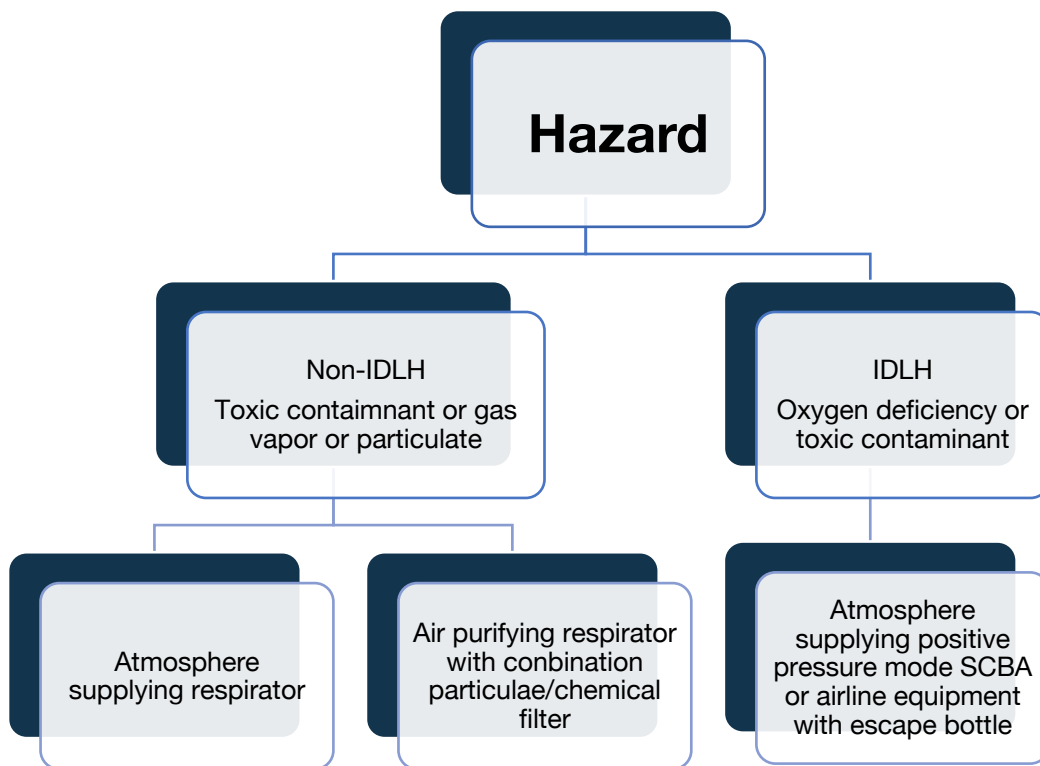 Hazard
Non-IDLH
Toxic contaimnant or gas
vapor or particulate
IDLH
Oxygen deficiency or
toxic contaminant
Atmosphere
supplying respirator
Air purifying respirator
with conbination
particulae/chemical
filter
Atmosphere
supplying positive
pressure mode SCBA
or airline equipment
with escape bottle